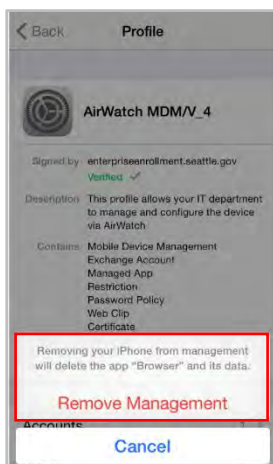 Back Profile
AirWatch MDM/V_4
Signed by enterpriseenrollment.seattle.gov
Verified ✓
Description This profile allows your IT department
to manage and configure the device
via AirWatch
Contains Mobile Device Management
Exchange Account
Managed App
Restriction
Password Policy
Web Clip
Certificate
Removing your iPhone from management
will delete the app "Browser" and its data.
Remove Management
Accounts
Cancel